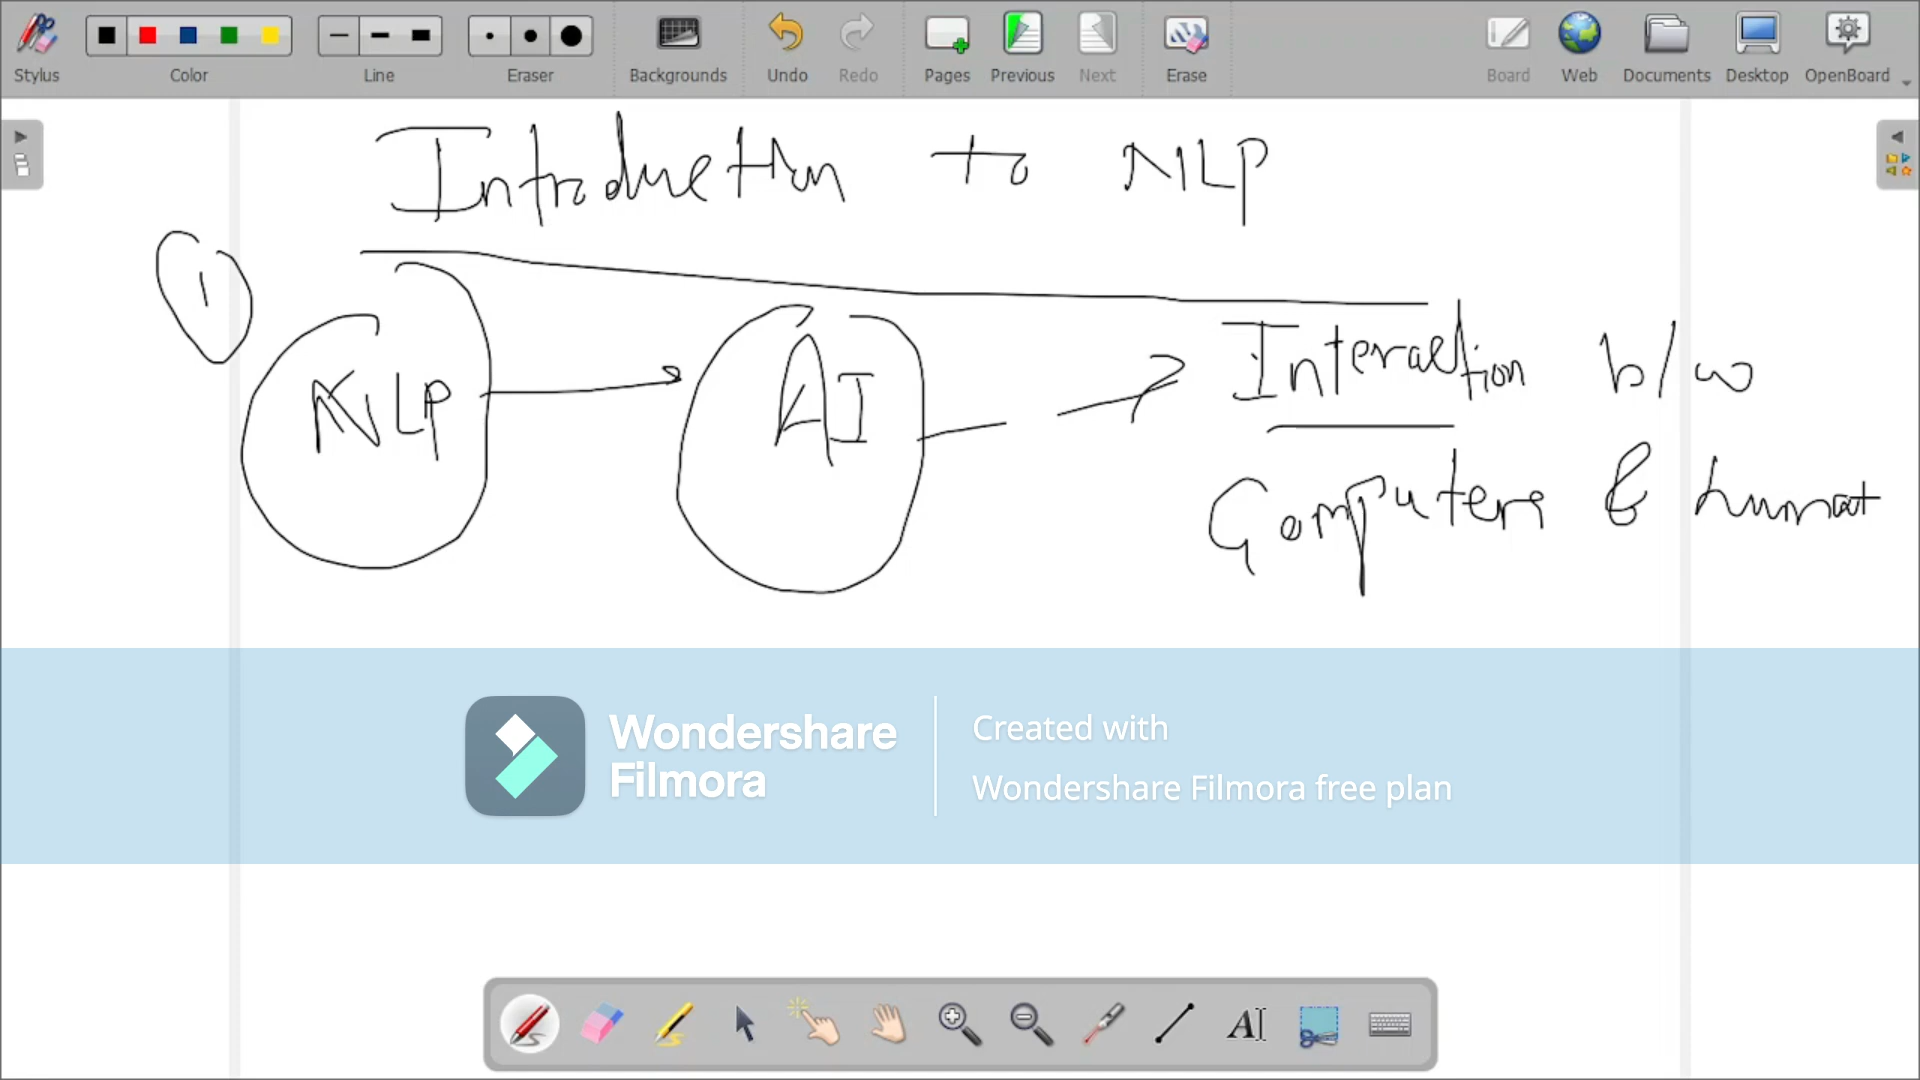 Stylus Color Line Eraser Backgrounds Undo Redo Pages Previous Next Erase Board Web Documents Desktop OpenBoard
Introduction to NLP
1
NLP AI Interaction b/w
Computers &
Wondershare
Filmora
Created with
Wondershare Filmora free plan